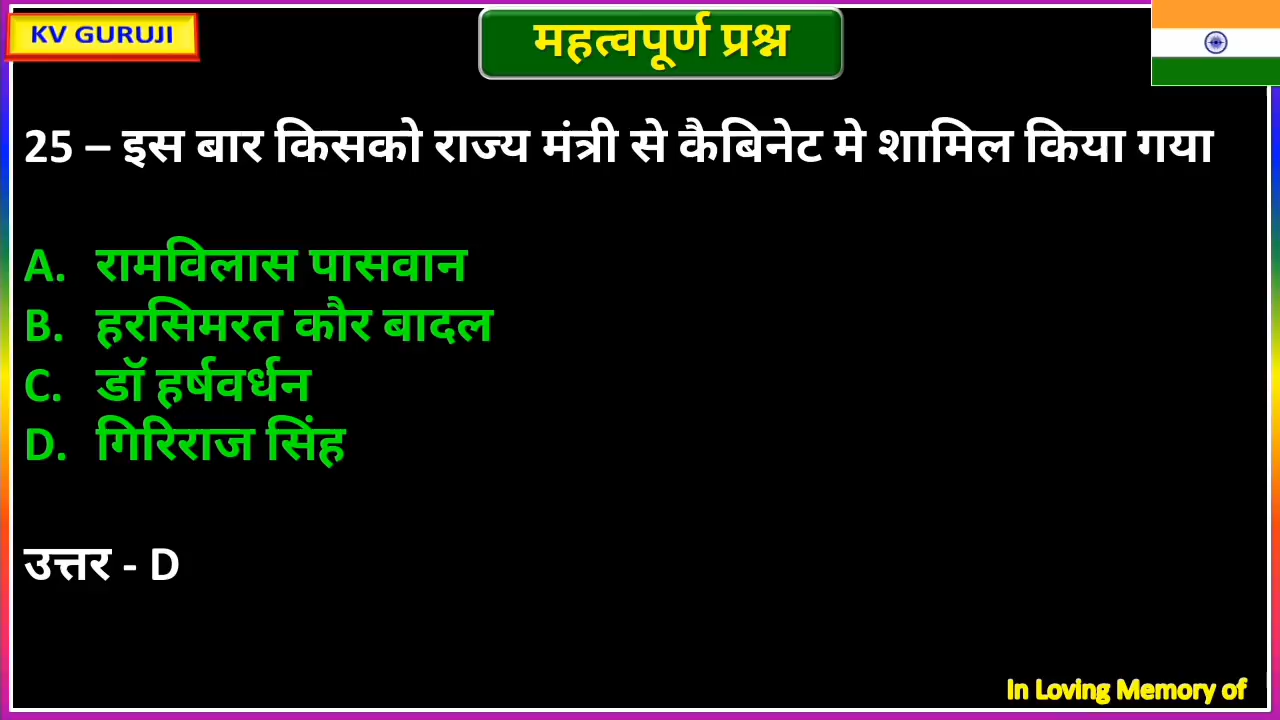 KV GURUJI
महत्वपूर्ण प्रश्न
25 – इस बार किसको राज्य मंत्री से कैबिनेट मे शामिल किया गया
A. रामविलास पासवान
B. हरसिमरत कौर बादल
C. डॉ हर्षवर्धन
D. गिरिराज सिंह
उत्तर - D
In Loving Memory of